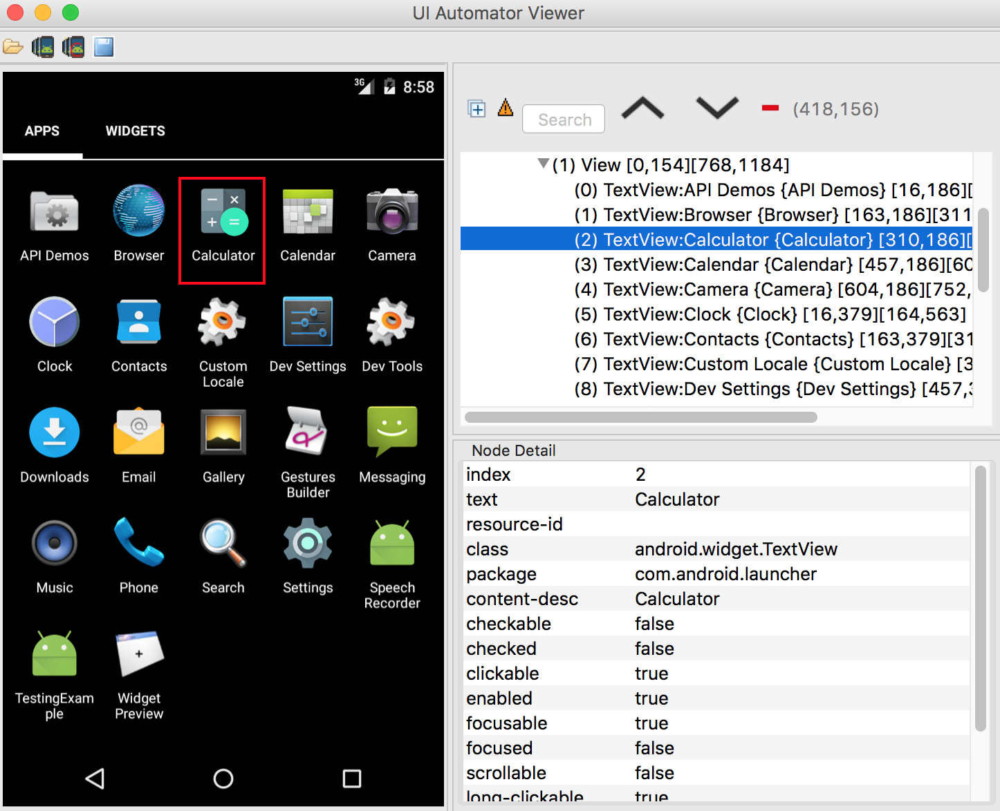 UI Automator Viewer
3G 8:58
APPS WIDGETS
API Demos Browser Calculator Calendar Camera
Clock Contacts Custom Locale Dev Settings Dev Tools
Downloads Email Gallery Gestures Builder Messaging
Music Phone Search Settings Speech Recorder
TestingExam
ple
Widget Preview
Search (418,156)
(1) View [0,154][768,1184]
(0) TextView:API Demos {API Demos} [16,186][
(1) TextView:Browser {Browser} [163,186][311
(2) TextView:Calculator {Calculator} [310,186][
(3) TextView:Calendar {Calendar} [457,186][60
(4) TextView:Camera {Camera} [604,186][752,
(5) TextView:Clock {Clock} [16,379][164,563]
(6) TextView:Contacts {Contacts} [163,379][31
(7) TextView:Custom Locale {Custom Locale} [3
(8) TextView:Dev Settings {Dev Settings} [457,3
Node Detail
index 2
text Calculator
resource-id
class android.widget.TextView
package com.android.launcher
content-desc Calculator
checkable false
checked false
clickable true
enabled true
focusable true
focused false
scrollable false
long-clickable true